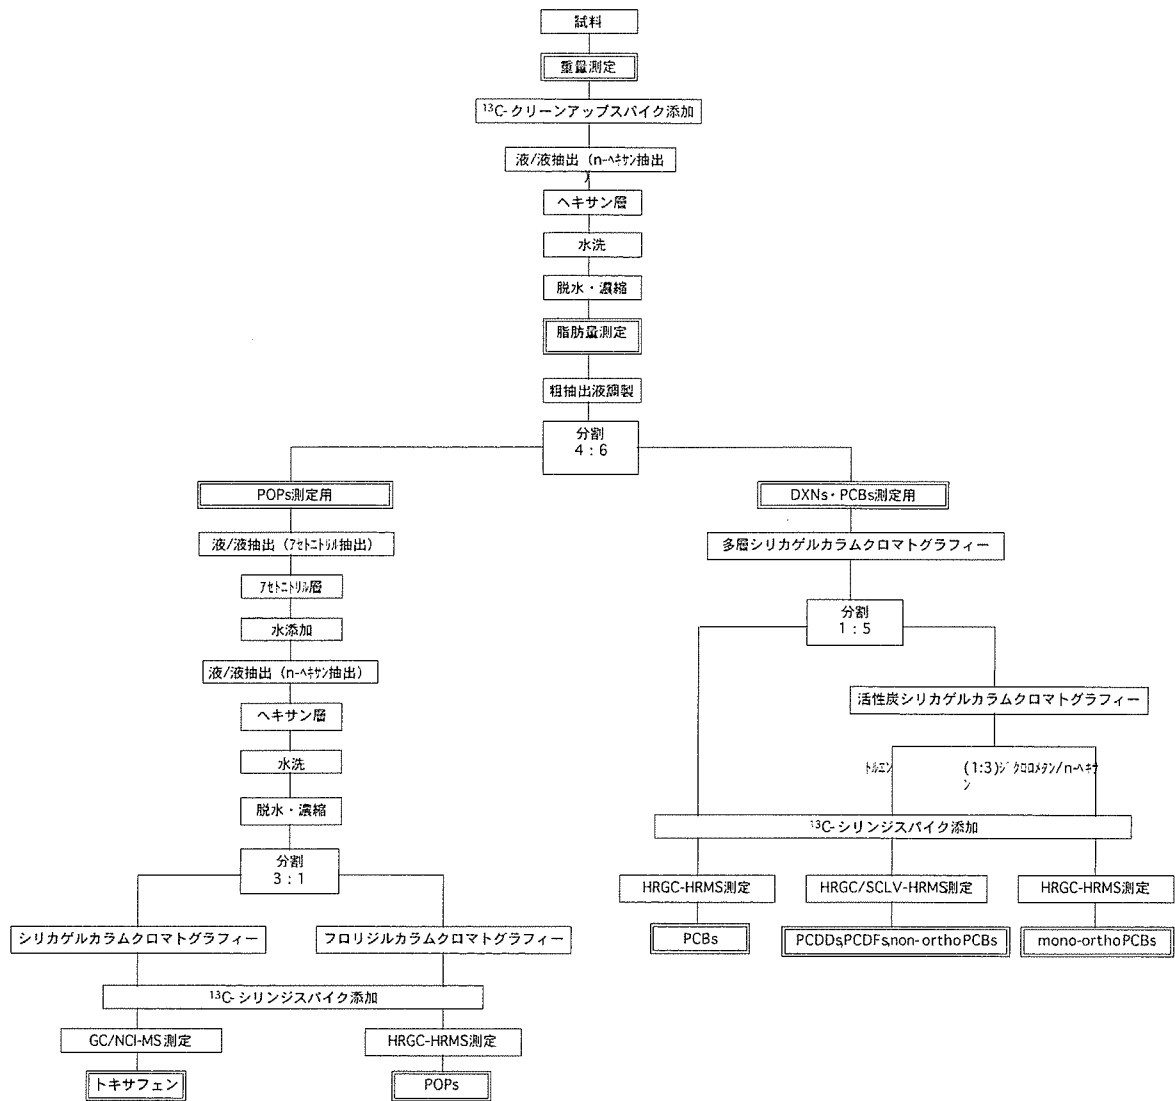 試料
重量測定
¹³C-クリーンアップスパイク添加
液/液抽出（n-ヘキサン抽出
）
ヘキサン層
水洗
脱水・濃縮
脂肪量測定
粗抽出液調製
分割
4：6
POPs測定用
液/液抽出（アセトニトリル抽出）
アセトニトリル層
水添加
液/液抽出（n-ヘキサン抽出）
ヘキサン層
水洗
脱水・濃縮
分割
3：1
シリカゲルカラムクロマトグラフィー
フロリジルカラムクロマトグラフィー
¹³C-シリンジスパイク添加
GC/NCI-MS測定
HRGC-HRMS測定
トキサフェン
POPs
DXNs・PCBs測定用
多層シリカゲルカラムクロマトグラフィー
分割
1：5
活性炭シリカゲルカラムクロマトグラフィー
トルエン
(1:3)ジクロロメタン/n-ヘキサ
ン
¹³C-シリンジスパイク添加
HRGC-HRMS測定
HRGC/SCLV-HRMS測定
HRGC-HRMS測定
PCBs
PCDDs,PCDFs,non-orthoPCBs
mono-orthoPCBs